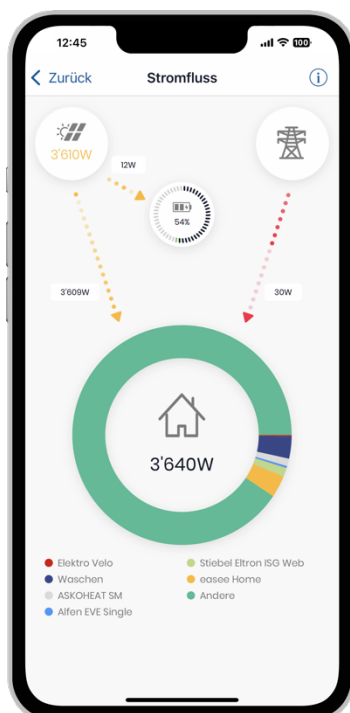 12:45
100
Zurück
Stromfluss
i
3'610W
12W
54%
3'609W
30W
3'640W
Elektro Velo
Stiebel Eltron ISG Web
Waschen
easee Home
ASKOHEAT SM
Andere
Alfen EVE Single